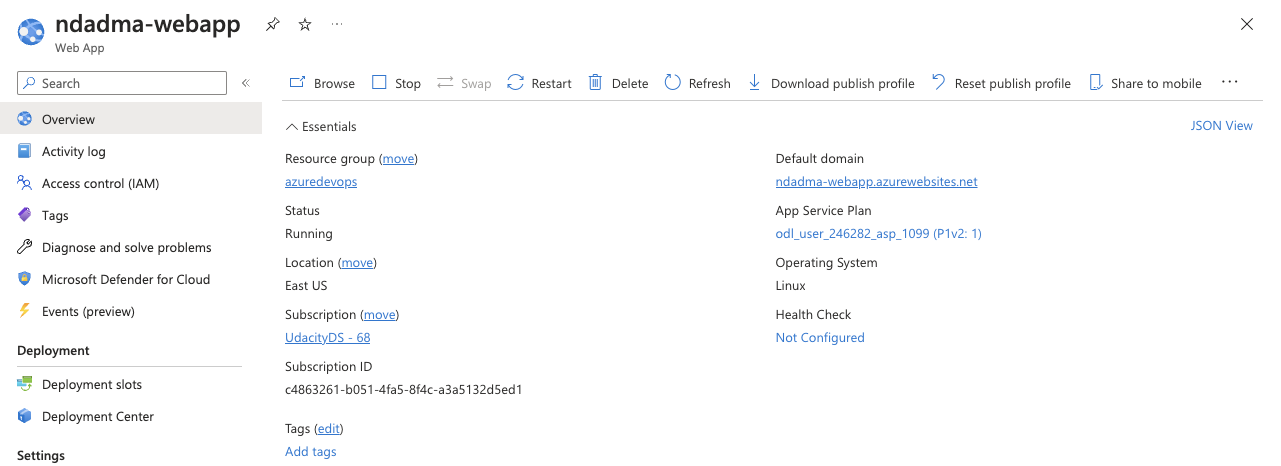 ndadma-webapp
Web App
Search
Overview
Activity log
Access control (IAM)
Tags
Diagnose and solve problems
Microsoft Defender for Cloud
Events (preview)
Deployment
Deployment slots
Deployment Center
Settings
Browse Stop Swap Restart Delete Refresh Download publish profile Reset publish profile Share to mobile
Essentials
JSON View
Resource group (move)
azuredevops
Status
Running
Location (move)
East US
Subscription (move)
UdacityDS - 68
Subscription ID
c4863261-b051-4fa5-8f4c-a3a5132d5ed1
Tags (edit)
Add tags
Default domain
ndadma-webapp.azurewebsites.net
App Service Plan
odl_user_246282_asp_1099 (P1v2: 1)
Operating System
Linux
Health Check
Not Configured